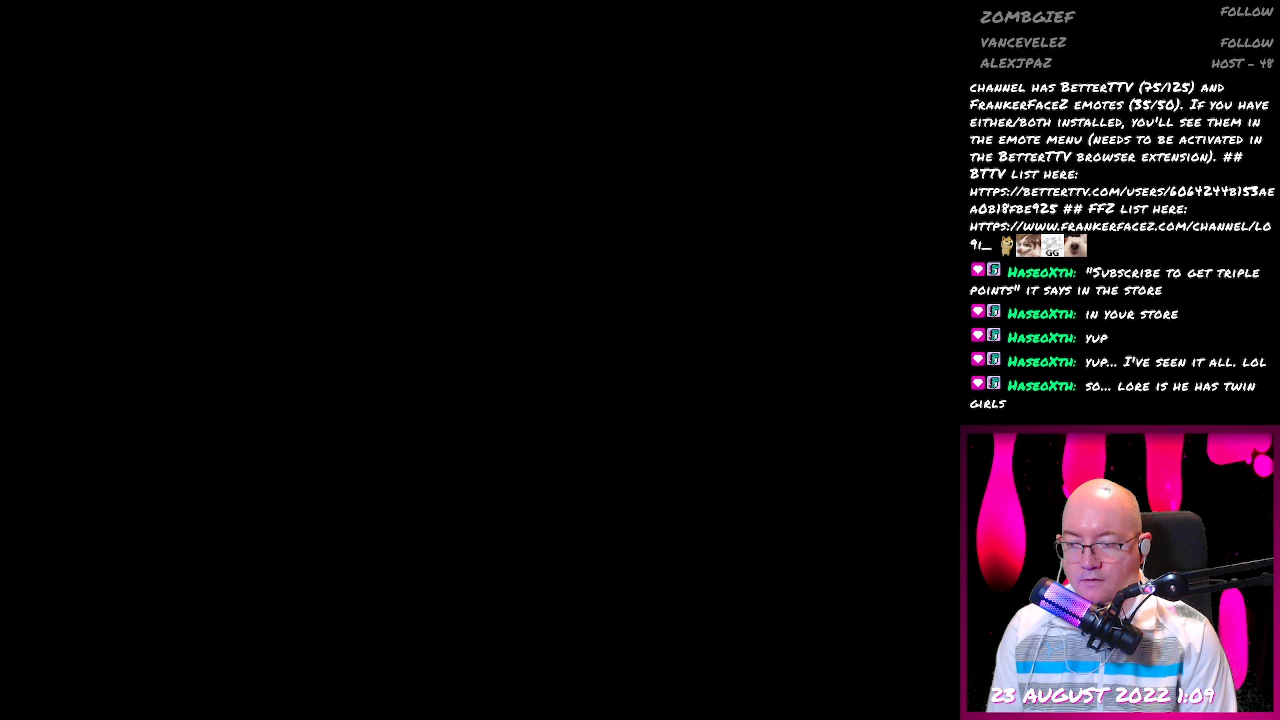 ZOMBGIEF FOLLOW
VANCEVELEZ FOLLOW
ALEXJPAZ HOST - 48
CHANNEL HAS BETTERTTV (75/125) AND
FRANKERFACEZ EMOTES (35/50). IF YOU HAVE
EITHER/BOTH INSTALLED, YOU'LL SEE THEM IN
THE EMOTE MENU (NEEDS TO BE ACTIVATED IN
THE BETTERTTV BROWSER EXTENSION). ##
BTTV LIST HERE:
HTTPS://BETTERTTV.COM/USERS/6064244B153AE
A0B18FBE925 ## FFZ LIST HERE:
HTTPS://WWW.FRANKERFACEZ.COM/CHANNEL/LO
9I_ GG
HASEOXTH: "SUBSCRIBE TO GET TRIPLE
POINTS" IT SAYS IN THE STORE
HASEOXTH: IN YOUR STORE
HASEOXTH: YUP
HASEOXTH: YUP... I'VE SEEN IT ALL. LOL
HASEOXTH: SO... LORE IS HE HAS TWIN
GIRLS
23 AUGUST 2022 1:09